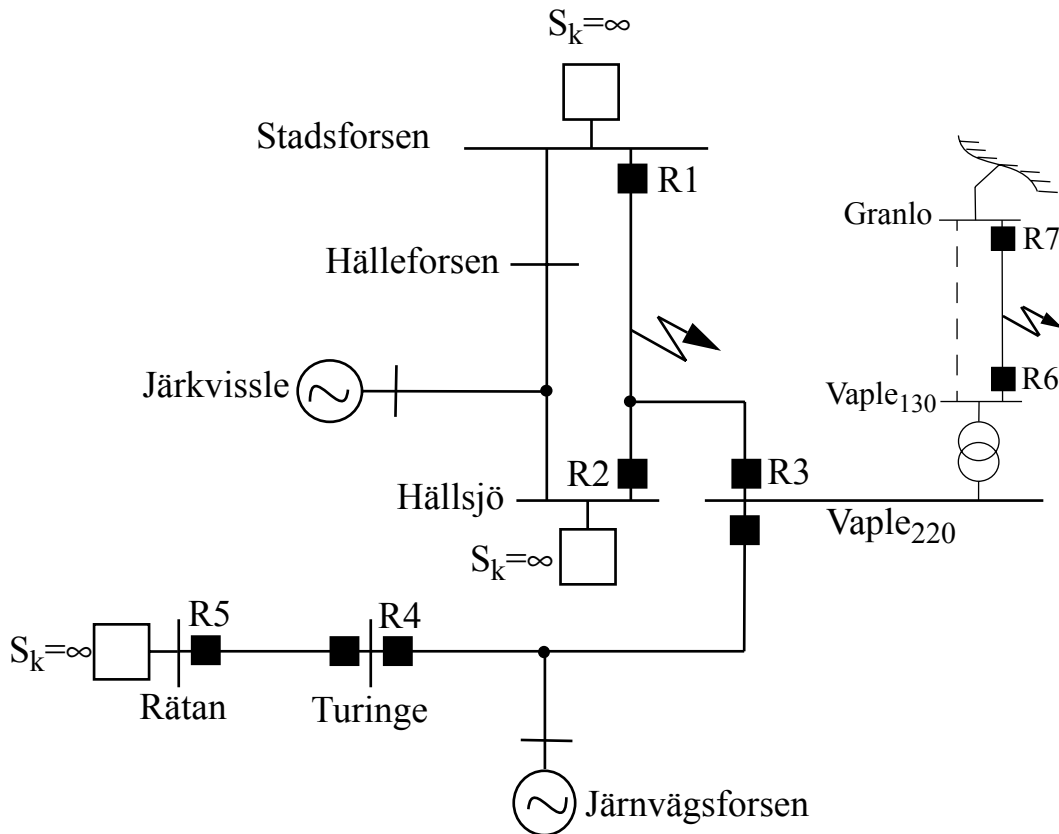 S_k=∞
Stadsforsen
R1
Granlo
R7
Hälleforsen
Järkvissle
R6
Vaple_130
R2
R3
Hällsjö
Vaple_220
S_k=∞
R5
R4
S_k=∞
Rätan
Turinge
Järnvägsforsen